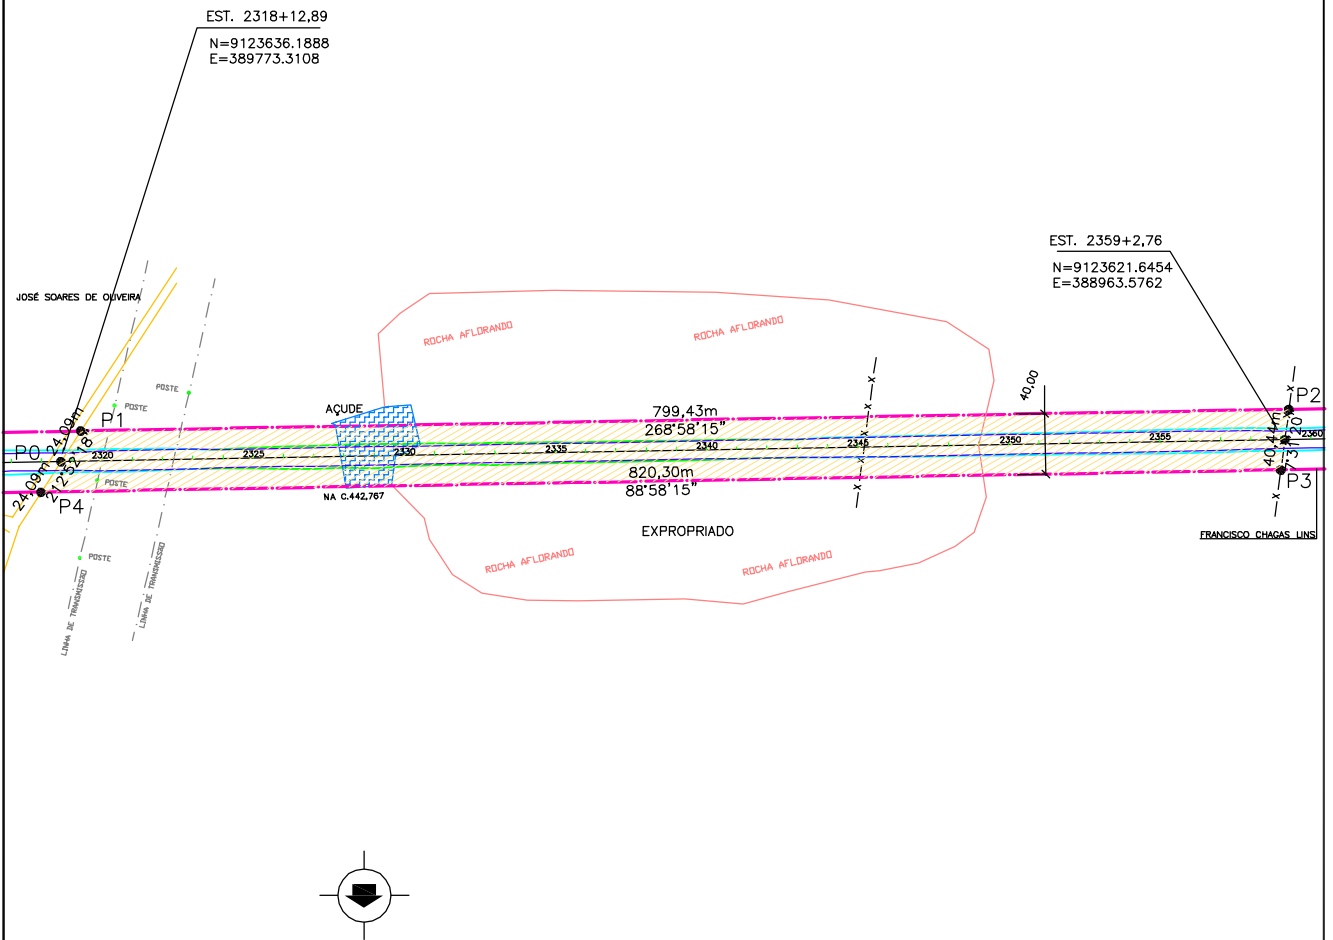 EST. 2318+12,89
N=9123636.1888
E=389773.3108
EST. 2359+2,76
N=9123621.6454
E=388963.5762
JOSÉ SOARES DE OLIVEIRA
ROCHA AFLORANDO
ROCHA AFLORANDO
40,00
POSTE
POSTE
AÇUDE
P1
24,09m
799,43m
268°58'15"
P2
P0
2320
2325
2330
2335
2340
2345
2350
2355
2360
40,44m
24,09m
820,30m
88°58'15"
P3
POSTE
P4
NA C.442,767
EXPROPRIADO
FRANCISCO CHAGAS LINS
POSTE
ROCHA AFLORANDO
ROCHA AFLORANDO
LINHA DE TRANSMISSÃO
LINHA DE TRANSMISSÃO